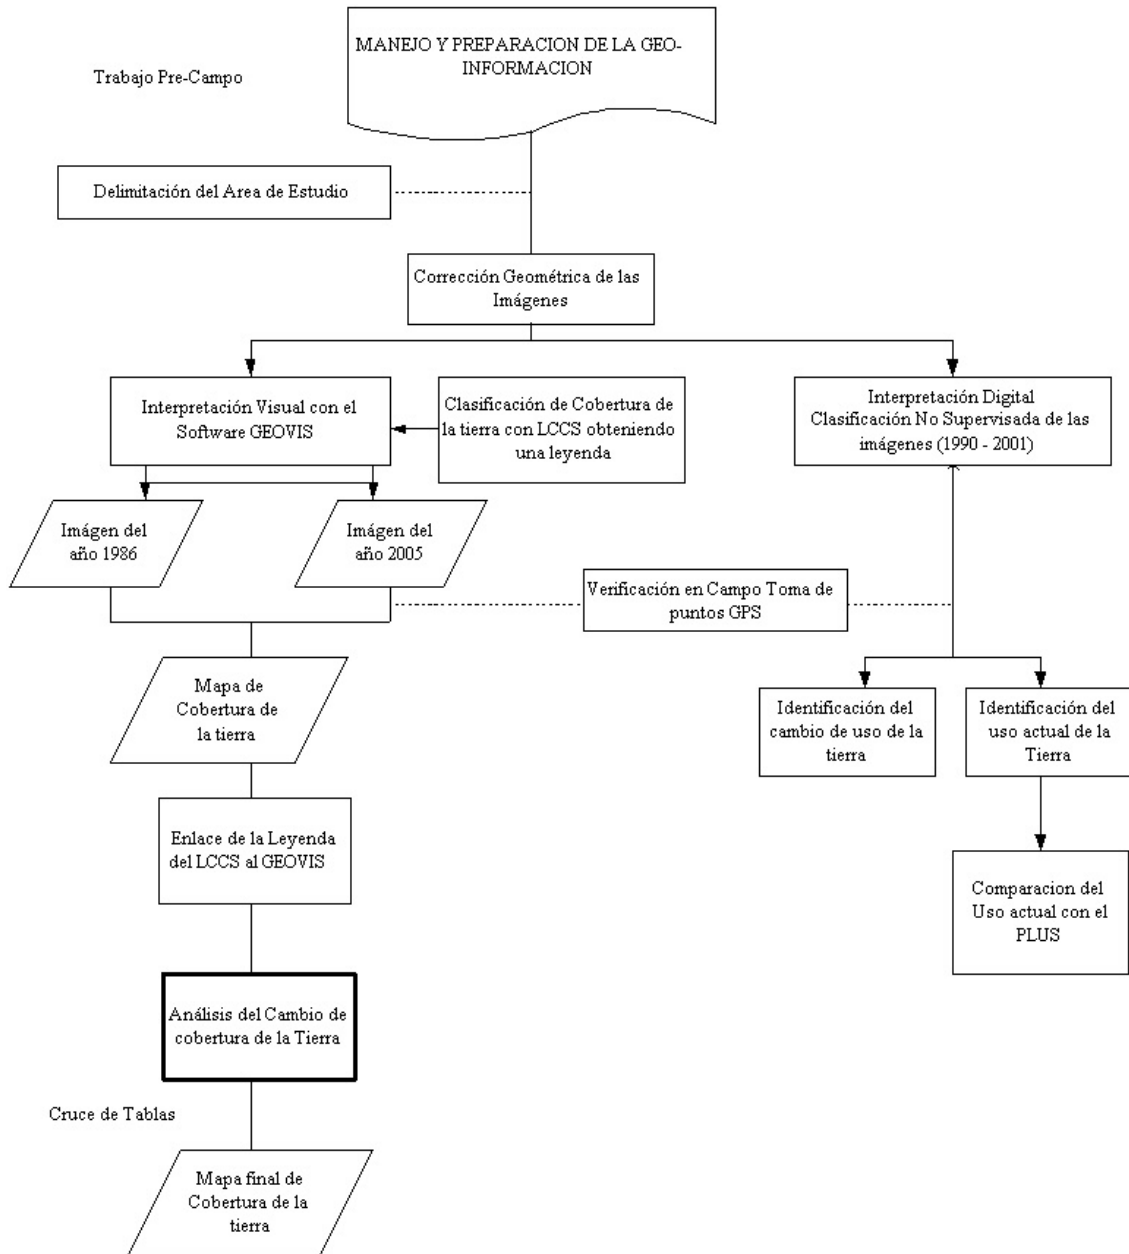 MANEJO Y PREPARACION DE LA GEO-
INFORMACION
Trabajo Pre-Campo
Delimitación del Area de Estudio
Corrección Geométrica de las
Imágenes
Interpretación Visual con el
Software GEOVIS
Clasificación de Cobertura de
la tierra con LCCS obteniendo
una leyenda
Interpretación Digital
Clasificación No Supervisada de las
imágenes (1990 - 2001)
Imágen del
año 1986
Imágen del
año 2005
Verificación en Campo Toma de
puntos GPS
Mapa de
Cobertura de
la tierra
Identificación del
cambio de uso de la
tierra
Identificación del
uso actual de la
Tierra
Enlace de la Leyenda
del LCCS al GEOVIS
Comparacion del
Uso actual con el
PLUS
Análisis del Cambio de
cobertura de la Tierra
Cruce de Tablas
Mapa final de
Cobertura de la
tierra